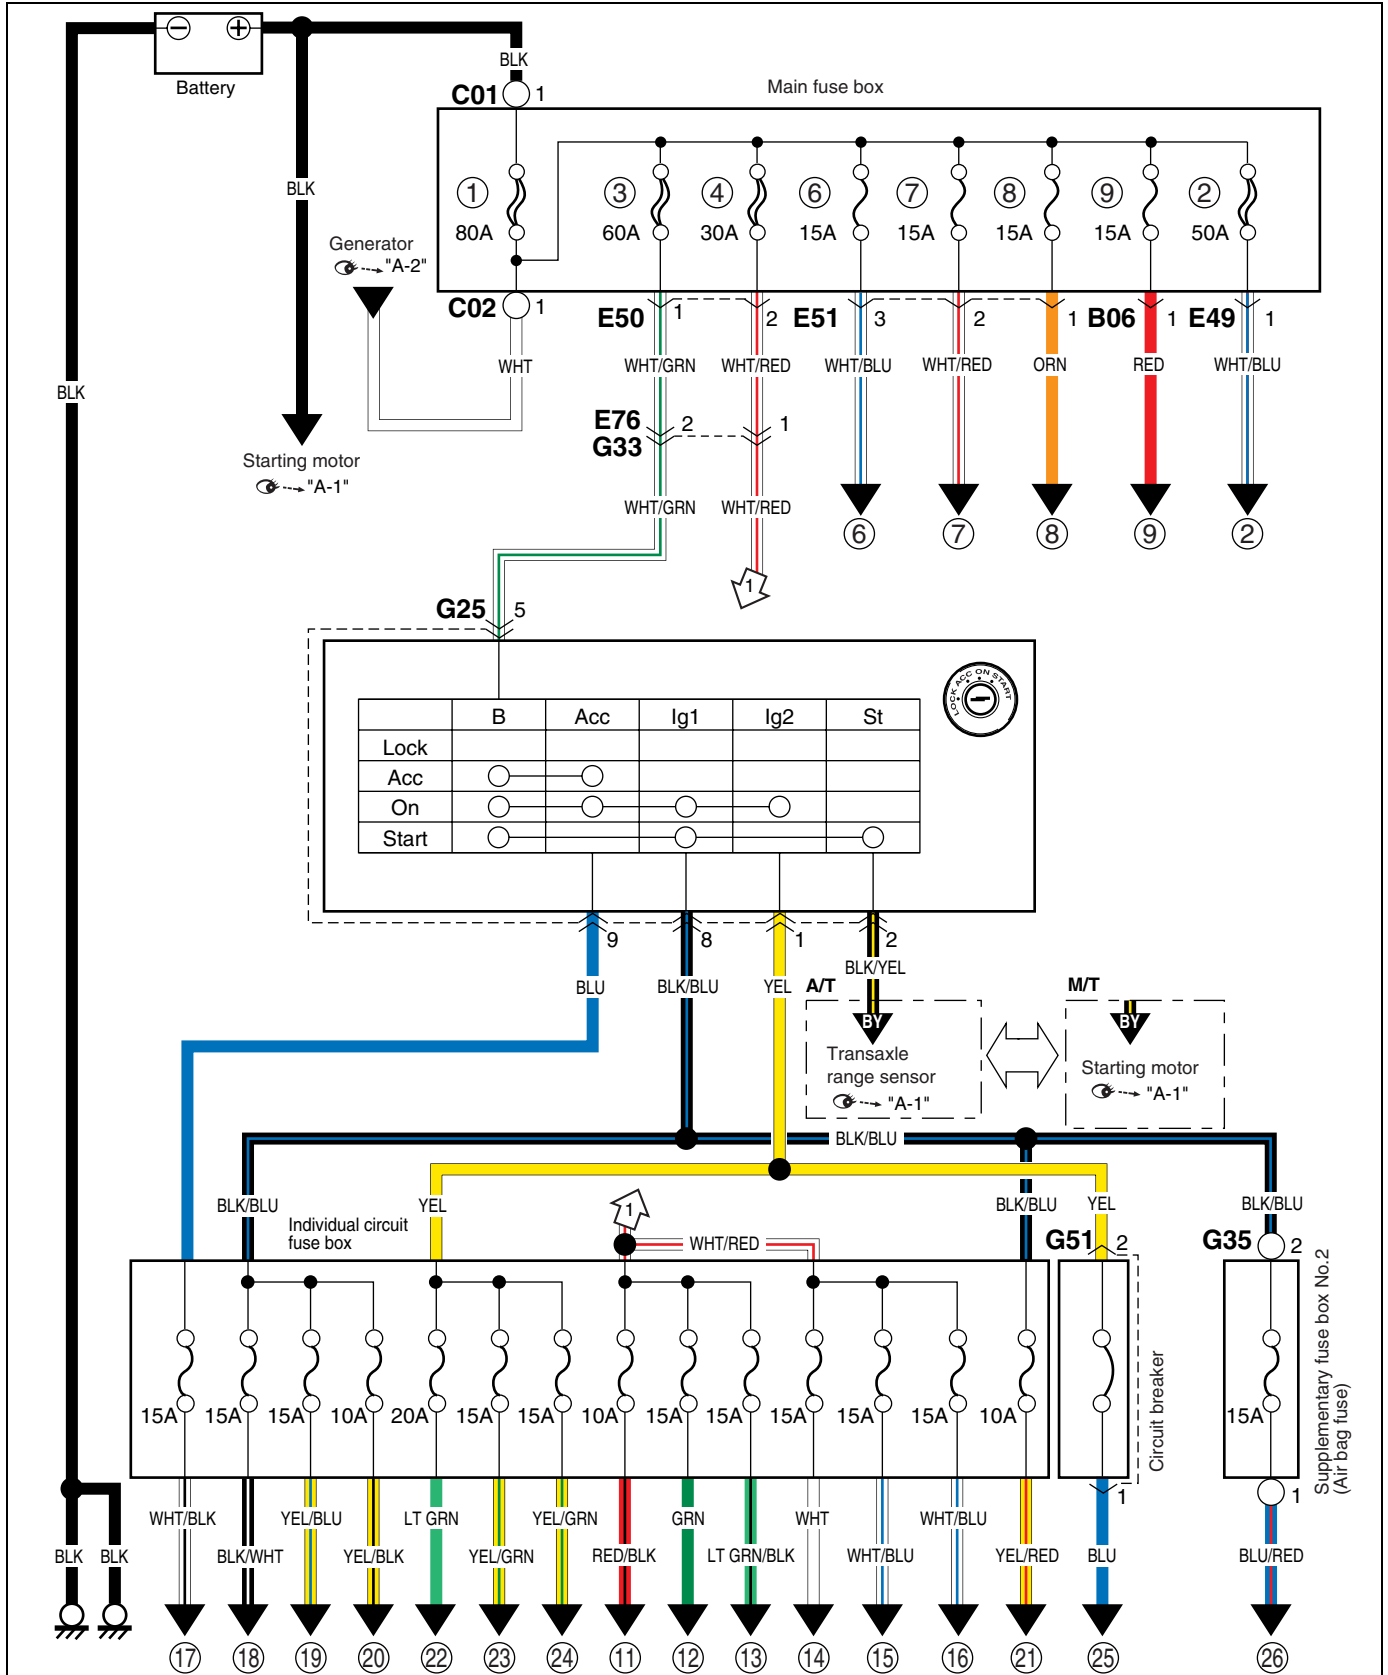 − +
Battery
BLK
C01 1
Main fuse box
BLK
1 3 4 6 7 8 9 2
80A 60A 30A 15A 15A 15A 15A 50A
Generator
"A-2"
C02 1
E50 1 2 E51 3 2 1 B06 1 E49 1
WHT WHT/GRN WHT/RED WHT/BLU WHT/RED ORN RED WHT/BLU
BLK
E76 2 1
G33
Starting motor
"A-1"
WHT/GRN WHT/RED
6 7 8 9 2
1
G25 5
LOCK ACC ON START
B Acc Ig1 Ig2 St
Lock
Acc
On
Start
9 8 1 2
BLU BLK/BLU YEL BLK/YEL
A/T M/T
BY BY
Transaxle
range sensor
"A-1"
Starting motor
"A-1"
BLK/BLU
BLK/BLU YEL BLK/BLU YEL BLK/BLU
1
Individual circuit
fuse box
WHT/RED
G51 2 G35 2
15A 15A 15A 10A 20A 15A 15A 10A 15A 15A 15A 15A 15A 10A 15A
Circuit breaker
Supplementary fuse box No.2
(Air bag fuse)
1 1
WHT/BLK YEL/BLU LT GRN YEL/GRN GRN WHT WHT/BLU
BLK BLK BLK/WHT YEL/BLK YEL/GRN RED/BLK LT GRN/BLK WHT/BLU YEL/RED BLU BLU/RED
17 18 19 20 22 23 24 11 12 13 14 15 16 21 25 26